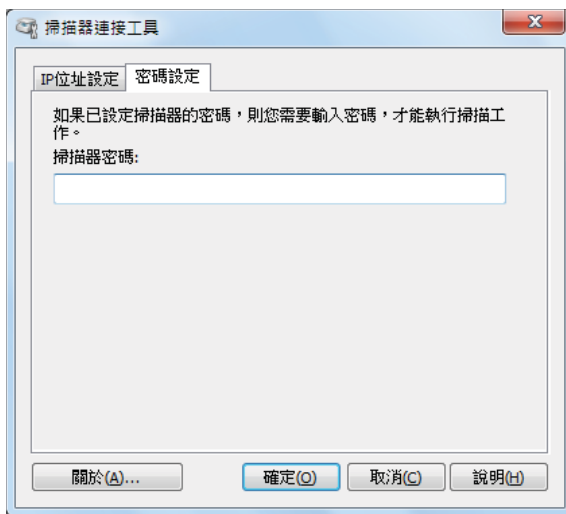 掃描器連接工具
IP位址設定 密碼設定
如果已設定掃描器的密碼，則您需要輸入密碼，才能執行掃描工
作。
掃描器密碼:
關於(A)... 確定(O) 取消(C) 說明(H)